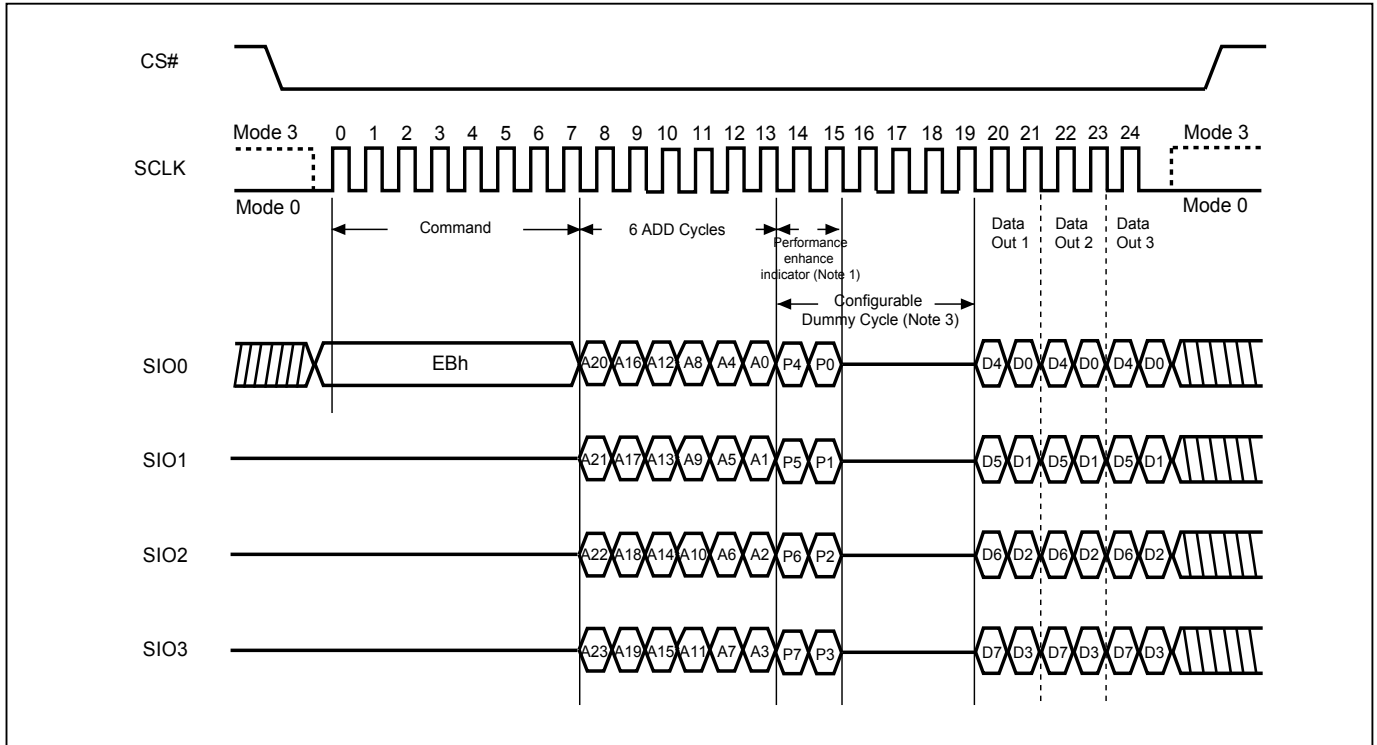 CS#
Mode 3 0 1 2 3 4 5 6 7 8 9 10 11 12 13 14 15 16 17 18 19 20 21 22 23 24 Mode 3
SCLK
Mode 0 Mode 0
Command 6 ADD Cycles Data Out 1 Data Out 2 Data Out 3
Performance
enhance
indicator (Note 1)
Configurable
Dummy Cycle (Note 3)
SIO0 EBh A20 A16 A12 A8 A4 A0 P4 P0 D4 D0 D4 D0 D4 D0
SIO1 A21 A17 A13 A9 A5 A1 P5 P1 D5 D1 D5 D1 D5 D1
SIO2 A22 A18 A14 A10 A6 A2 P6 P2 D6 D2 D6 D2 D6 D2
SIO3 A23 A19 A15 A11 A7 A3 P7 P3 D7 D3 D7 D3 D7 D3